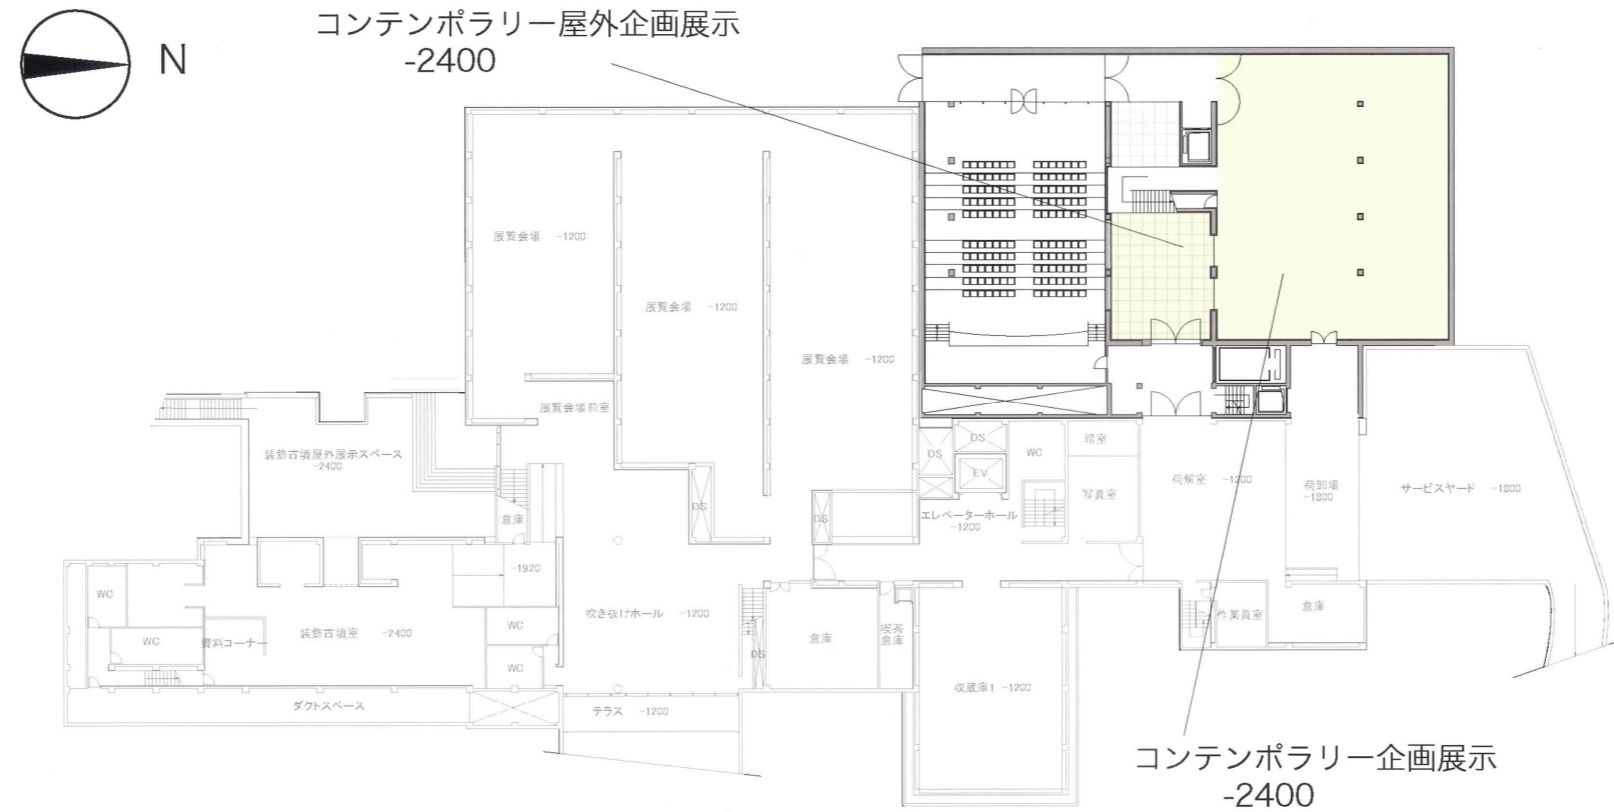 コンテンポラリー屋外企画展示
-2400
N
展覧会場 -1200
展覧会場 -1200
展覧会場 -1200
展覧会場前室
装飾古墳屋外展示スペース
-2400
倉庫
DS
DS
DS
DS
EV
WC
暗室
写真室
エレベーターホール
-1200
荷解室 -1200
荷卸場
-1800
サービスヤード -1800
-1920
WC
WC
資料コーナー
装飾古墳室 -2400
WC
WC
吹き抜けホール -1200
DS
倉庫
喫茶
倉庫
作業員室
倉庫
収蔵庫1 -1200
ダクトスペース
テラス -1200
コンテンポラリー企画展示
-2400